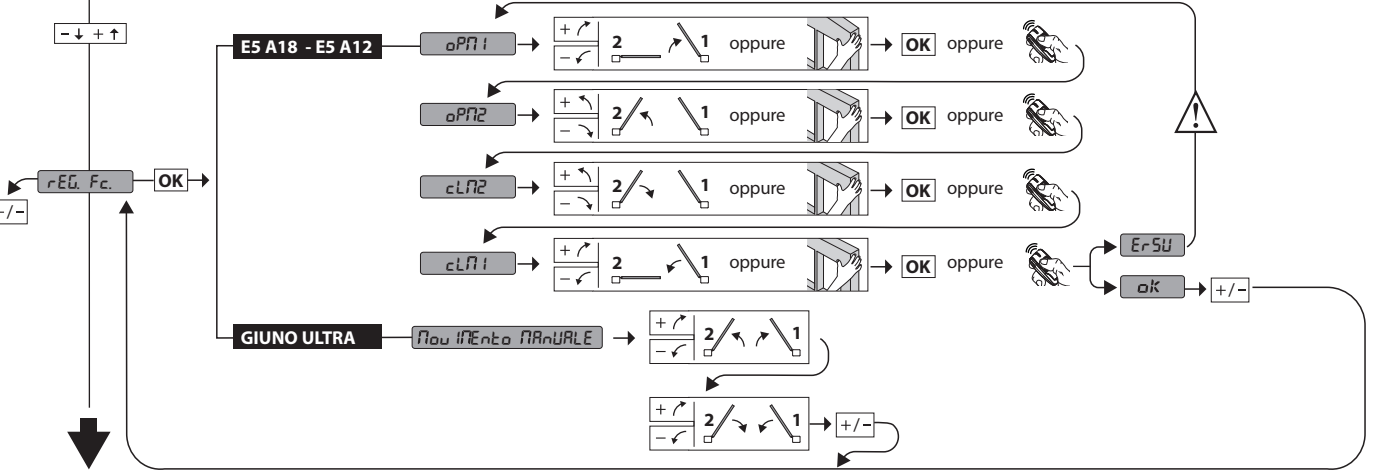 - ↓ + ↑
E5 A18 - E5 A12
oPM1
+
-
2
1
oppure
OK
oppure
oPM2
+
-
2
1
oppure
OK
oppure
!
rEG. Fc.
OK
+/-
cLM2
+
-
2
1
oppure
OK
oppure
cLM1
+
-
2
1
oppure
OK
oppure
ErSU
oK
+/-
GIUNO ULTRA
MovIMEnto MAnUALE
+
-
2
1
+
-
2
1
+/-